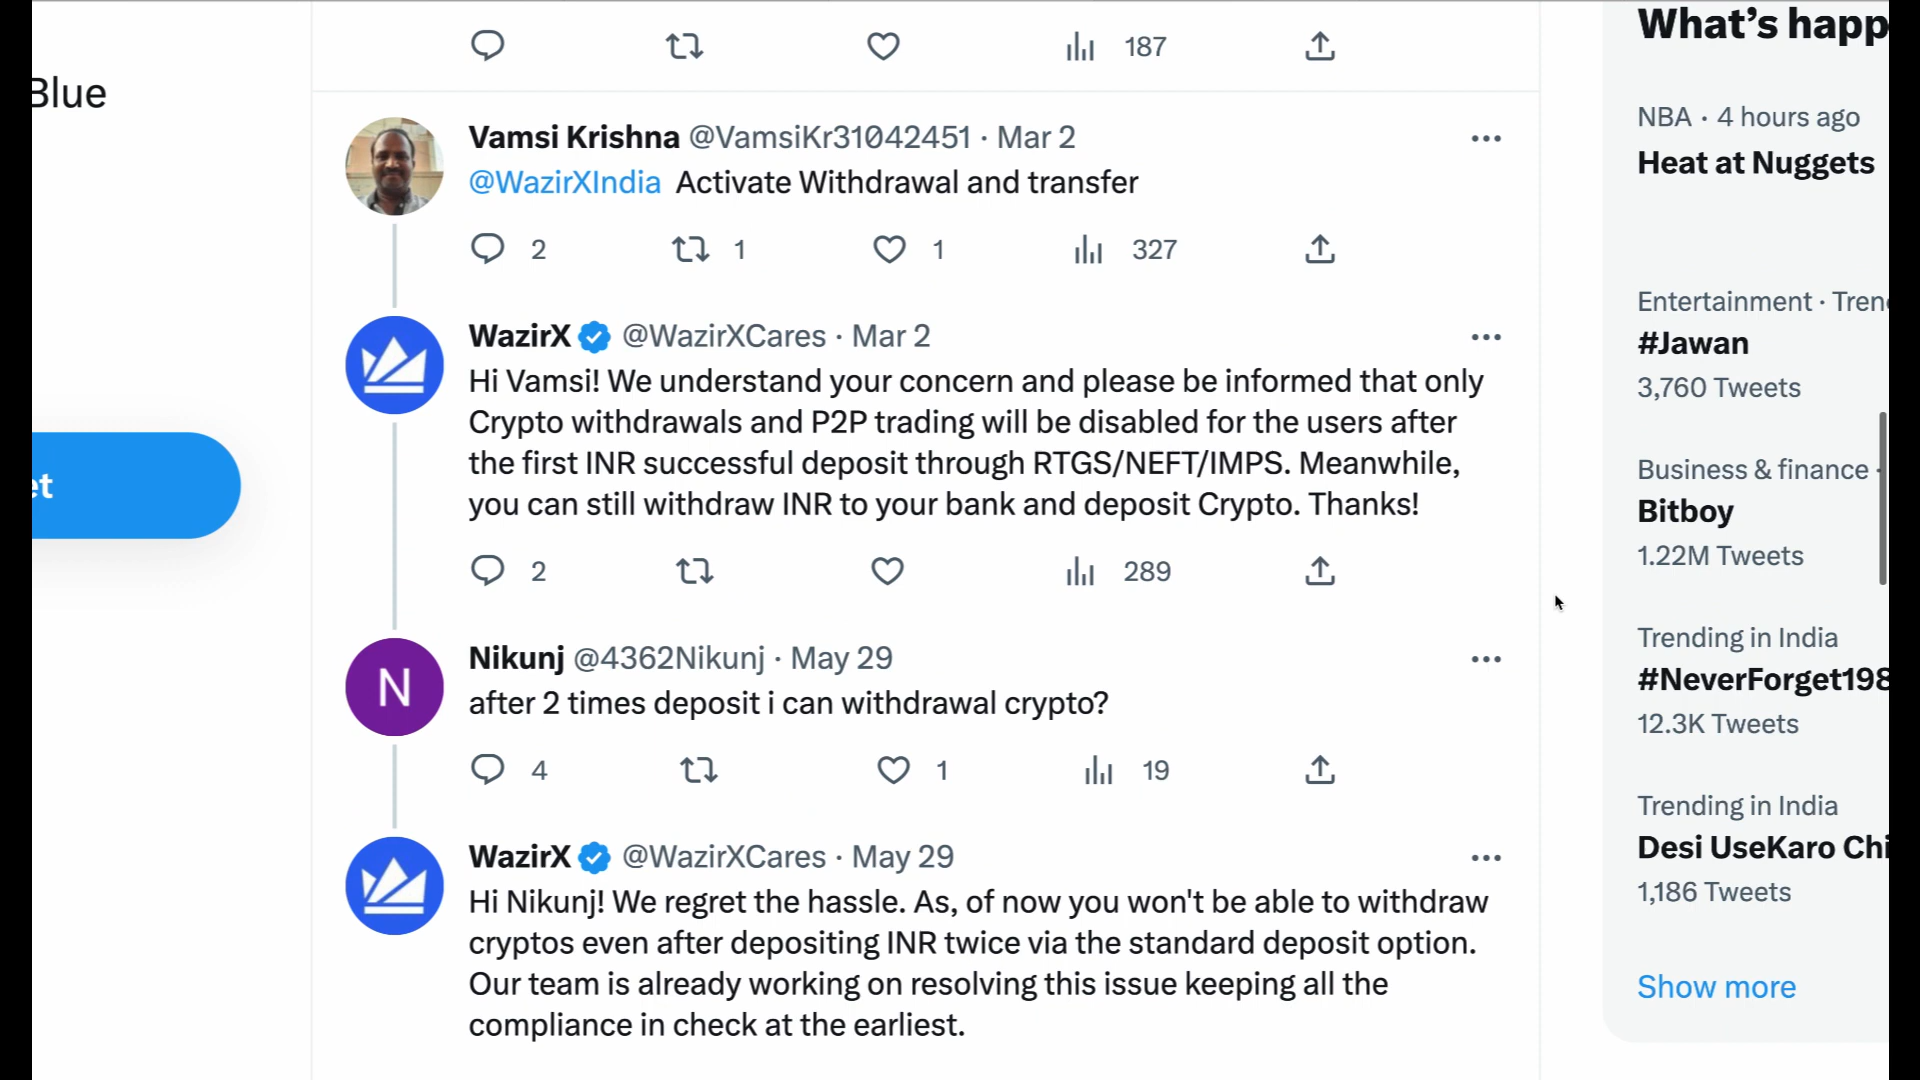 187
Blue
What's happ
NBA · 4 hours ago
Heat at Nuggets
Vamsi Krishna @VamsiKr31042451 · Mar 2
@WazirXIndia Activate Withdrawal and transfer
2 1 1 327
WazirX @WazirXCares · Mar 2
Hi Vamsi! We understand your concern and please be informed that only
Crypto withdrawals and P2P trading will be disabled for the users after
the first INR successful deposit through RTGS/NEFT/IMPS. Meanwhile,
you can still withdraw INR to your bank and deposit Crypto. Thanks!
2 289
et
Nikunj @4362Nikunj · May 29
N
after 2 times deposit i can withdrawal crypto?
4 1 19
WazirX @WazirXCares · May 29
Hi Nikunj! We regret the hassle. As, of now you won't be able to withdraw
cryptos even after depositing INR twice via the standard deposit option.
Our team is already working on resolving this issue keeping all the
compliance in check at the earliest.
Entertainment · Tren
#Jawan
3,760 Tweets
Business & finance ·
Bitboy
1.22M Tweets
Trending in India
#NeverForget198
12.3K Tweets
Trending in India
Desi UseKaro Chi
1,186 Tweets
Show more